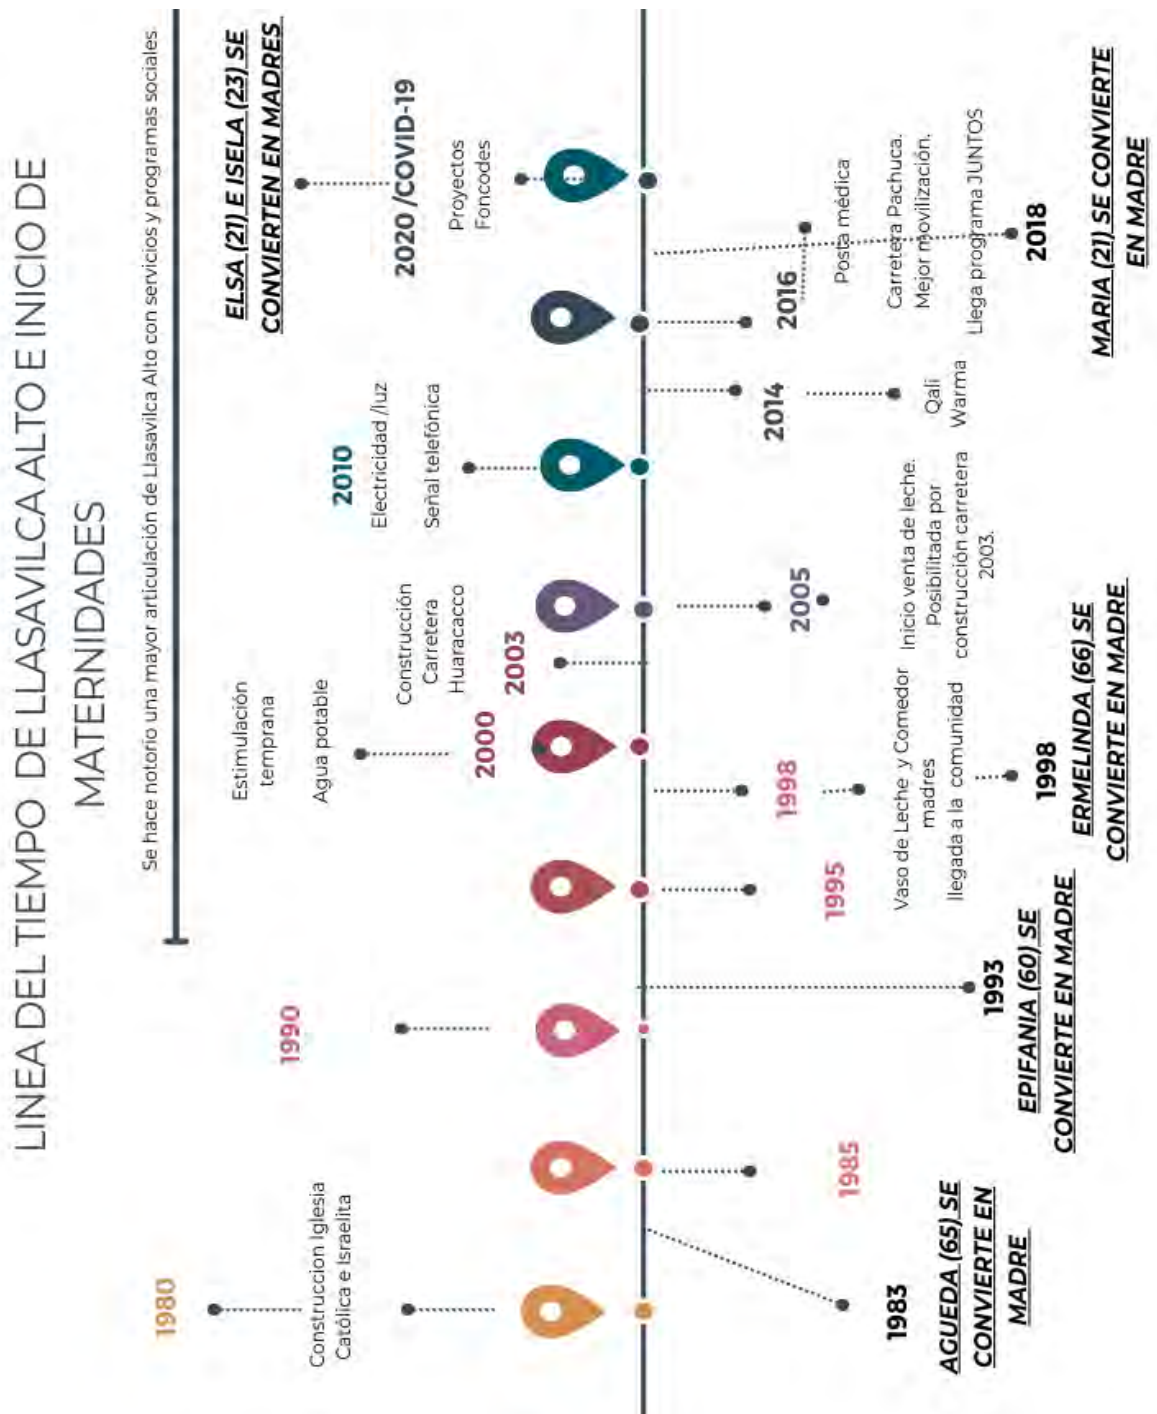 LINEA DEL TIEMPO DE LLASAVILCA ALTO E INICIO DE
MATERNIDADES
Se hace notorio una mayor articulación de Llasavilca Alto con servicios y programas sociales.
1980
Construccion Iglesia
Católica e Israelita
1983
AGUEDA (65) SE
CONVIERTE EN
MADRE
1985
1990
1993
EPIFANIA (60) SE
CONVIERTE EN MADRE
1995
1998
Vaso de Leche y Comedor
madres
llegada a la comunidad
1998
ERMELINDA (66) SE
CONVIERTE EN MADRE
Estimulación
temprana
Agua potable
2000
Construcción
Carretera
Huaracacco
2003
2005
Inicio venta de leche.
Posibilitada por
construcción carretera
2003.
2010
Electricidad /luz
Señal telefónica
2014
Qali
Warma
2016
Posta médica
Carretera Pachuca.
Mejor movilización.
Llega programa JUNTOS
2018
MARIA (21) SE CONVIERTE
EN MADRE
ELSA (21) E ISELA (23) SE
CONVIERTEN EN MADRES
2020 /COVID-19
Proyectos
Foncodes